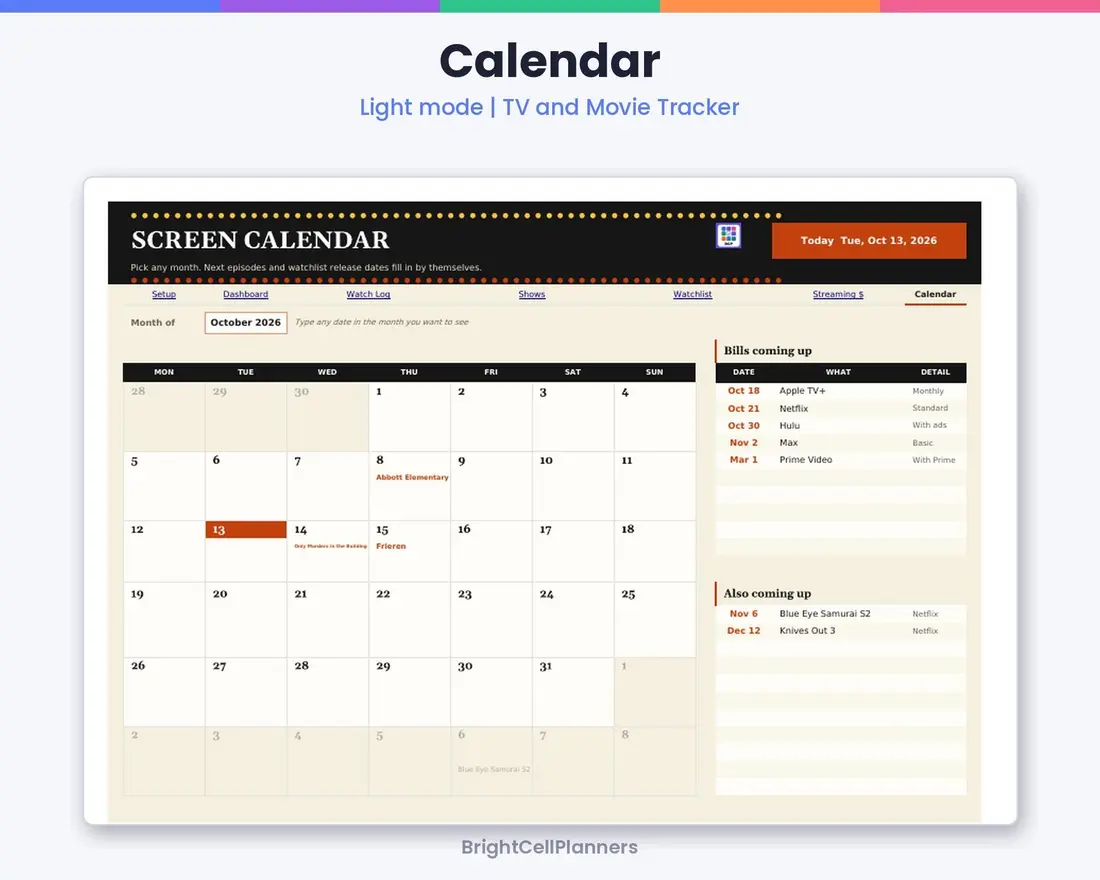 Calendar
Light mode | TV and Movie Tracker
SCREEN CALENDAR
Today Tue, Oct 13, 2026
Pick any month. Next episodes and watchlist release dates fill in by themselves.
Setup Dashboard Watch Log Shows Watchlist Streaming $ Calendar
Month of October 2026 Type any date in the month you want to see
MON TUE WED THU FRI SAT SUN
28 29 30 1 2 3 4
5 6 7 8 9 10 11
Abbott Elementary
12 13 14 15 16 17 18
Only Murders in the Building Frieren
19 20 21 22 23 24 25
26 27 28 29 30 31 1
2 3 4 5 6 7 8
Blue Eye Samurai S2
Bills coming up
DATE WHAT DETAIL
Oct 18 Apple TV+ Monthly
Oct 21 Netflix Standard
Oct 30 Hulu With ads
Nov 2 Max Basic
Mar 1 Prime Video With Prime
Also coming up
Nov 6 Blue Eye Samurai S2 Netflix
Dec 12 Knives Out 3 Netflix
BrightCellPlanners